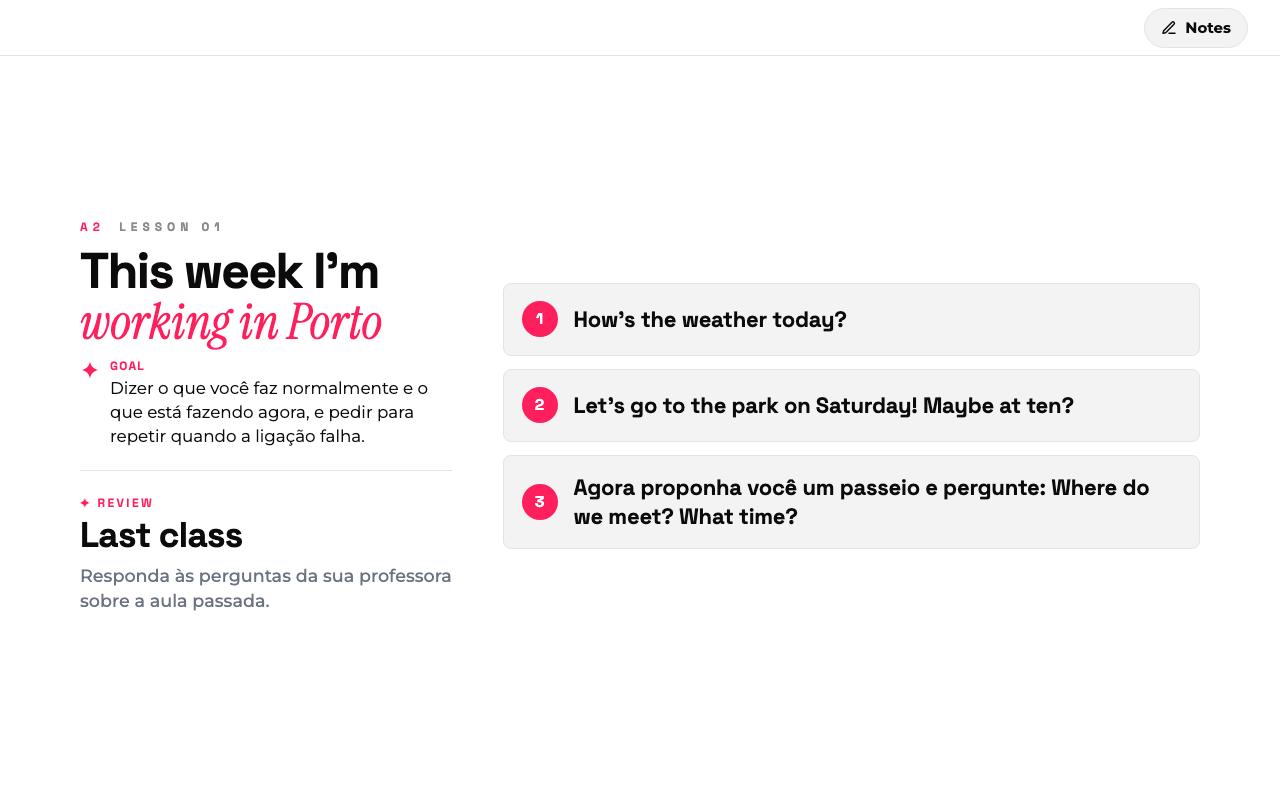 Notes
A2 LESSON 01
This week I’m
working in Porto
GOAL
Dizer o que você faz normalmente e o
que está fazendo agora, e pedir para
repetir quando a ligação falha.
REVIEW
Last class
Responda às perguntas da sua professora
sobre a aula passada.
1 How’s the weather today?
2 Let’s go to the park on Saturday! Maybe at ten?
3 Agora proponha você um passeio e pergunte: Where do
we meet? What time?